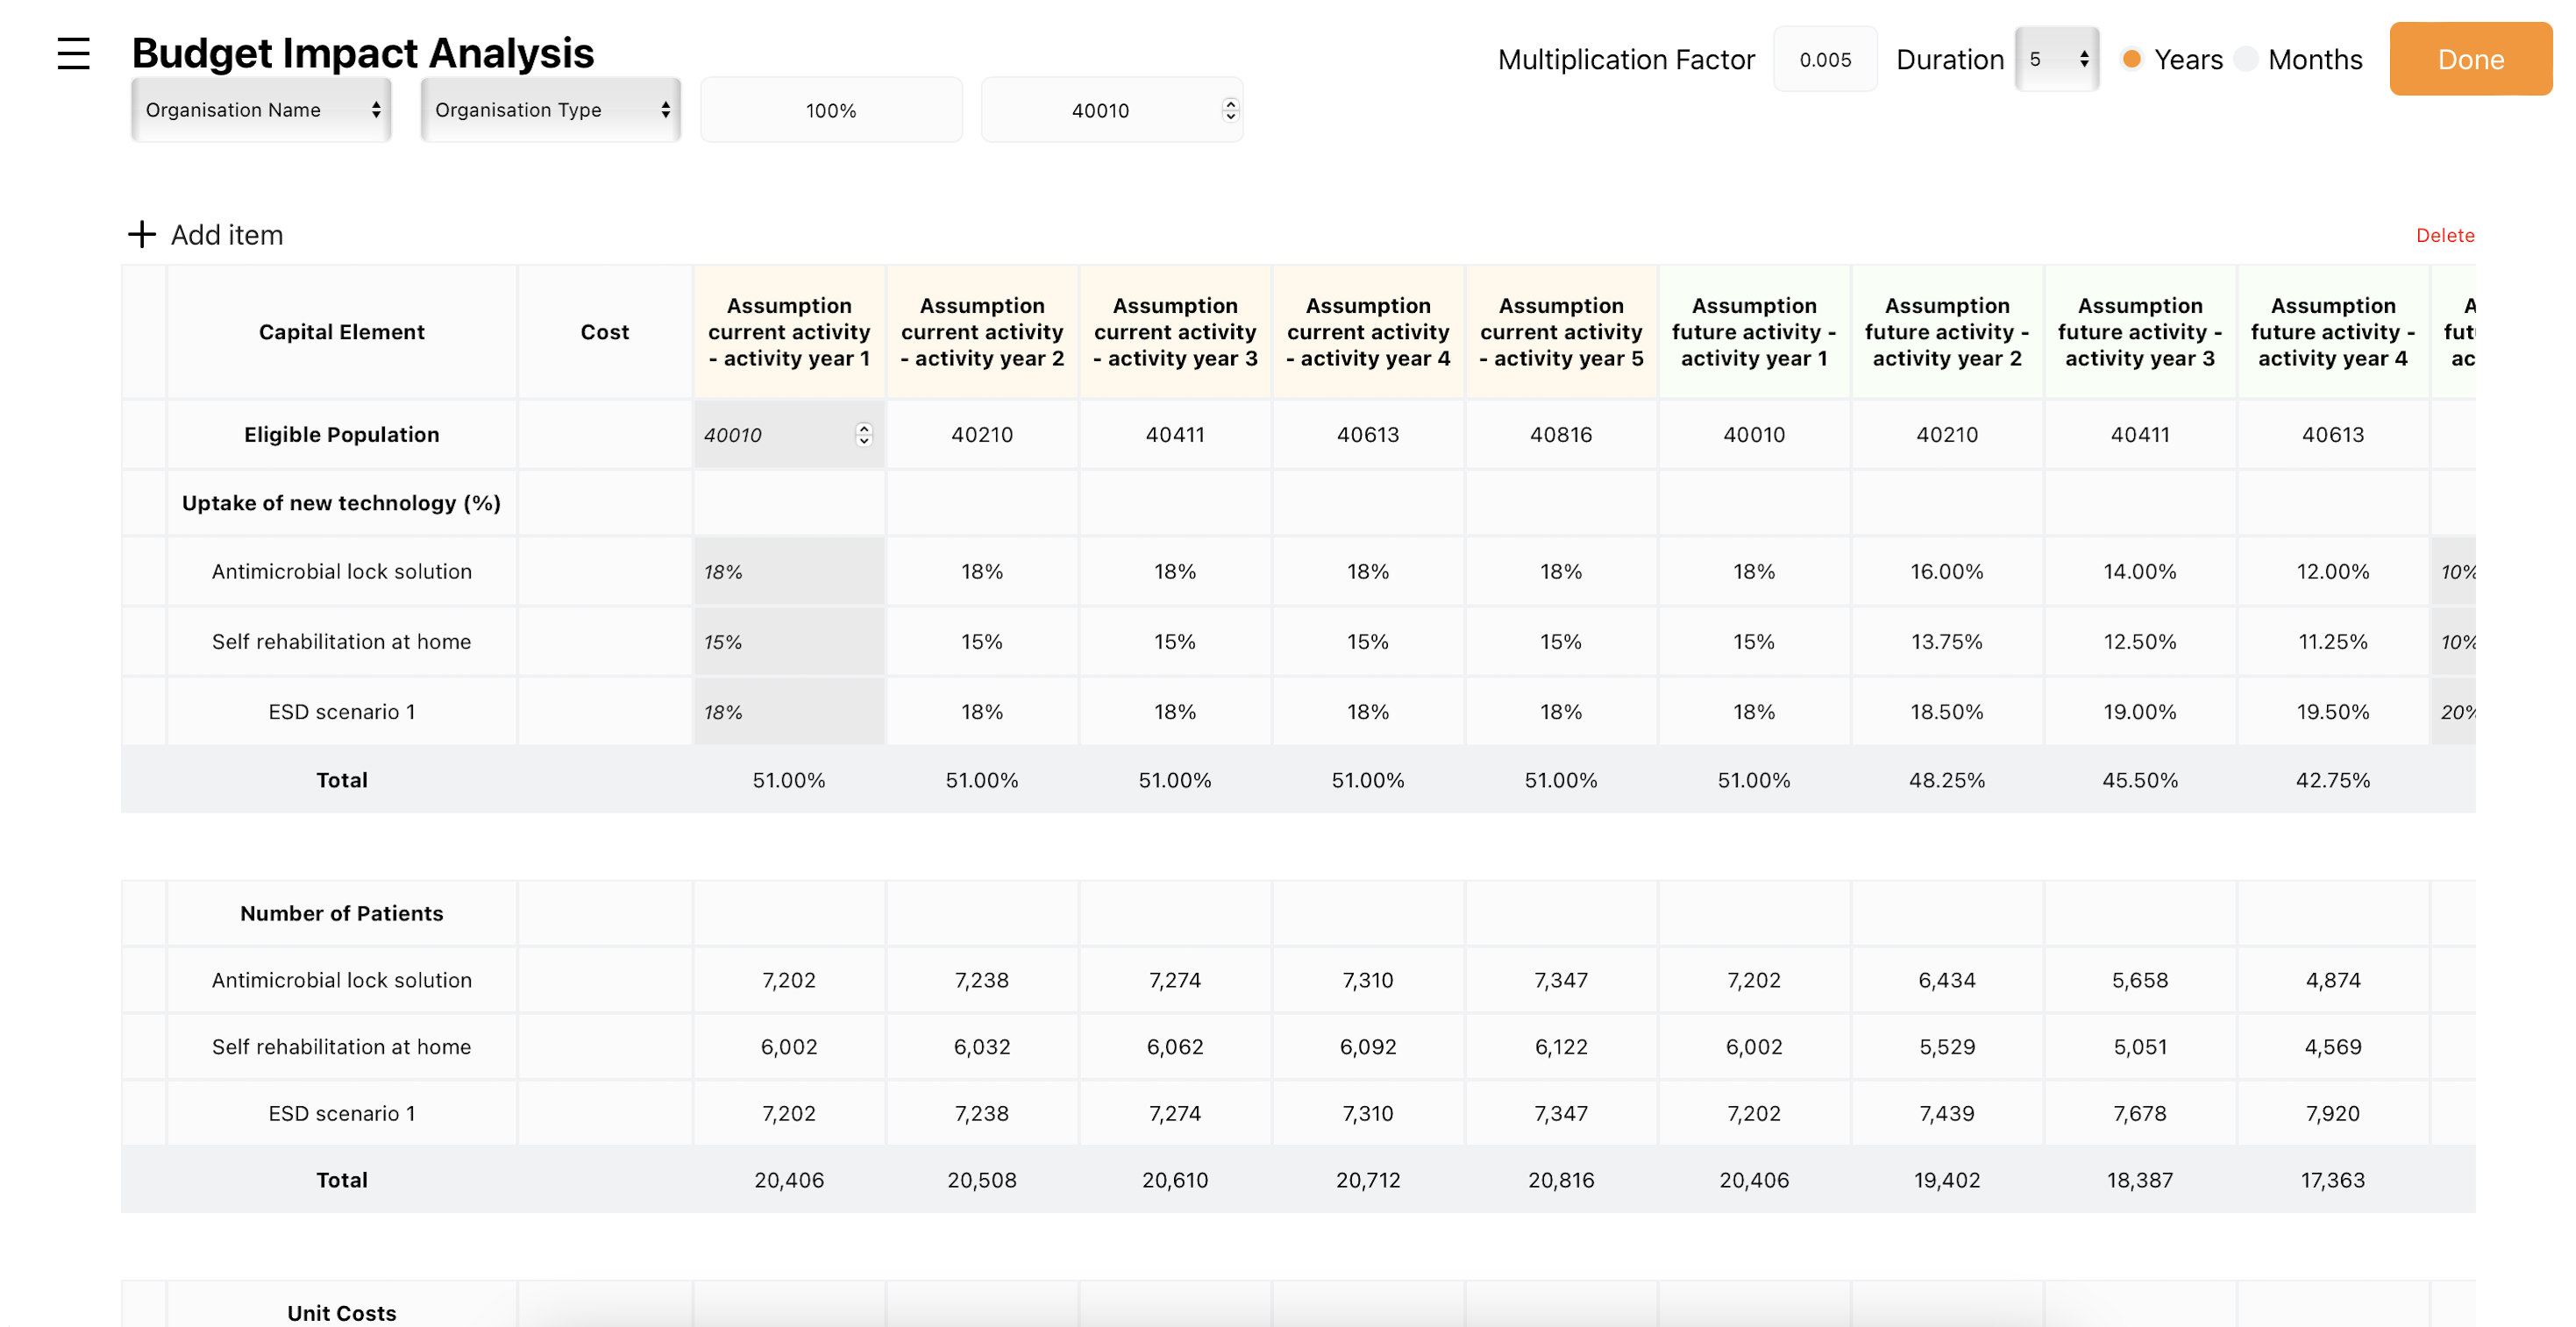 Budget Impact Analysis
Multiplication Factor 0.005 Duration 5 Years Months Done
Organisation Name Organisation Type 100% 40010
Add item Delete
Capital Element Cost Assumption current activity - activity year 1 Assumption current activity - activity year 2 Assumption current activity - activity year 3 Assumption current activity - activity year 4 Assumption current activity - activity year 5 Assumption future activity - activity year 1 Assumption future activity - activity year 2 Assumption future activity - activity year 3 Assumption future activity - activity year 4
Eligible Population 40010 40210 40411 40613 40816 40010 40210 40411 40613
Uptake of new technology (%)
Antimicrobial lock solution 18% 18% 18% 18% 18% 18% 16.00% 14.00% 12.00% 10%
Self rehabilitation at home 15% 15% 15% 15% 15% 15% 13.75% 12.50% 11.25% 10%
ESD scenario 1 18% 18% 18% 18% 18% 18% 18.50% 19.00% 19.50% 20%
Total 51.00% 51.00% 51.00% 51.00% 51.00% 51.00% 48.25% 45.50% 42.75%
Number of Patients
Antimicrobial lock solution 7,202 7,238 7,274 7,310 7,347 7,202 6,434 5,658 4,874
Self rehabilitation at home 6,002 6,032 6,062 6,092 6,122 6,002 5,529 5,051 4,569
ESD scenario 1 7,202 7,238 7,274 7,310 7,347 7,202 7,439 7,678 7,920
Total 20,406 20,508 20,610 20,712 20,816 20,406 19,402 18,387 17,363
Unit Costs